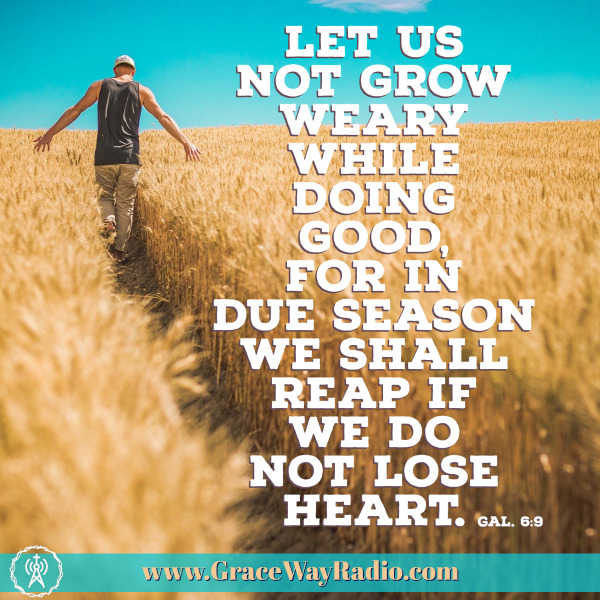 LET US
NOT GROW
WEARY
WHILE
DOING
GOOD,
FOR IN
DUE SEASON
WE SHALL
REAP IF
WE DO
NOT LOSE
HEART. GAL. 6:9
www.GraceWayRadio.com